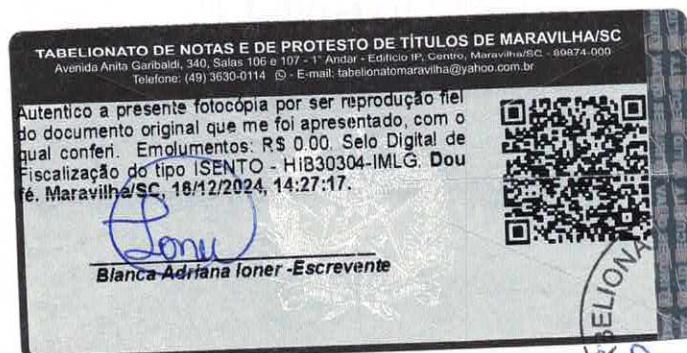 TABELIONATO DE NOTAS E DE PROTESTO DE TÍTULOS DE MARAVILHA/SC
Avenida Anita Garibaldi, 340, Salas 106 e 107 - 1° Andar - Edifício IP, Centro, Maravilha/SC - 89874-000
Telefone: (49) 3630-0114 - E-mail: tabelionatomaravilha@yahoo.com.br
Autentico a presente fotocópia por ser reprodução fiel
do documento original que me foi apresentado, com o
qual conferi. Emolumentos: R$ 0.00. Selo Digital de
Fiscalização do tipo ISENTO - HIB30304-IMLG. Dou
fé. Maravilha/SC, 16/12/2024, 14:27:17.
Blanca Adriana Ioner -Escrevente